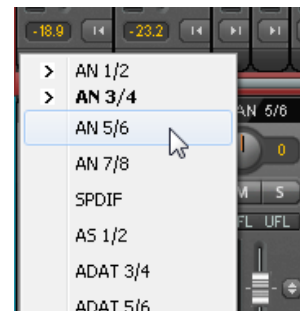 -18.9 -23.2
> AN 1/2
> AN 3/4
AN 5/6
AN 7/8
SPDIF
AS 1/2
ADAT 3/4
ADAT 5/6
AN 5/6
0
M S
FL UFL